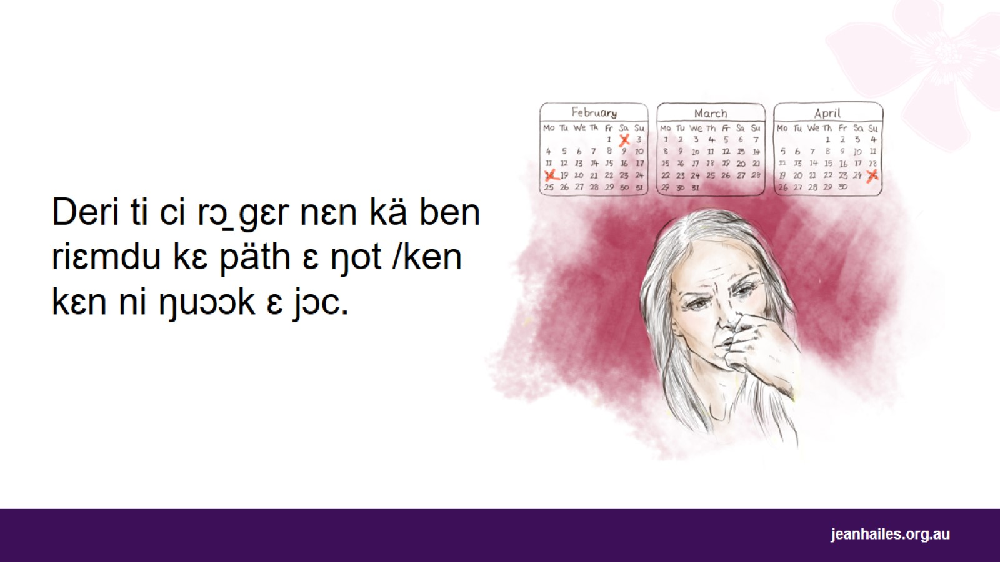 February
Mo Tu We Th Fr Sa Su
1 3
4 5 6 7 8 9 10
11 12 13 14 15 16 17
19 20 21 22 23 24
25 26 27 28 29 30 31
March
Mo Tu We Th Fr Sa Su
1 2 3 4 5 6 7
8 9 10 11 12 13 14
15 16 17 18 19 20 21
22 23 24 25 26 27 28
29 30 31
April
Mo Tu We Th Fr Sa Su
1 2 3 4
5 6 7 8 9 10 11
12 13 14 15 16 17 18
19 20 21 22 23 24
26 27 28 29 30
Deri ti ci rɔ̱ gɛr nɛn kä ben
riɛmdu kɛ päth ɛ ŋot /ken
kɛn ni ŋuɔɔk ɛ jɔc.
jeanhailes.org.au